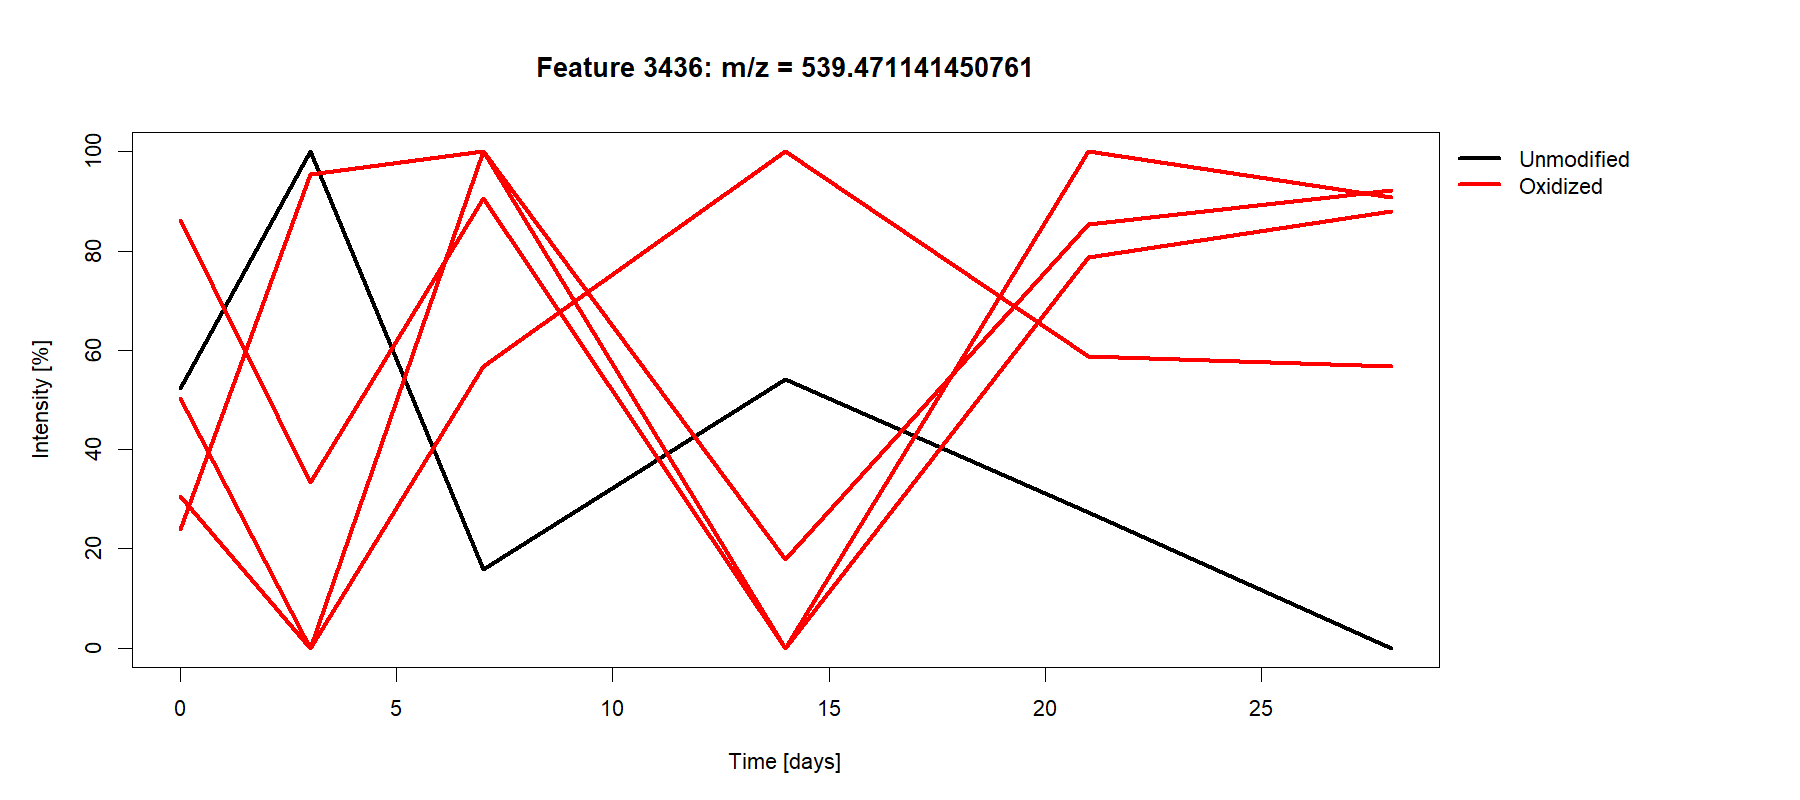 Feature 3436: m/z = 539.471141450761
Unmodified
Oxidized
Intensity [%]
100
80
60
40
20
0
0 5 10 15 20 25
Time [days]